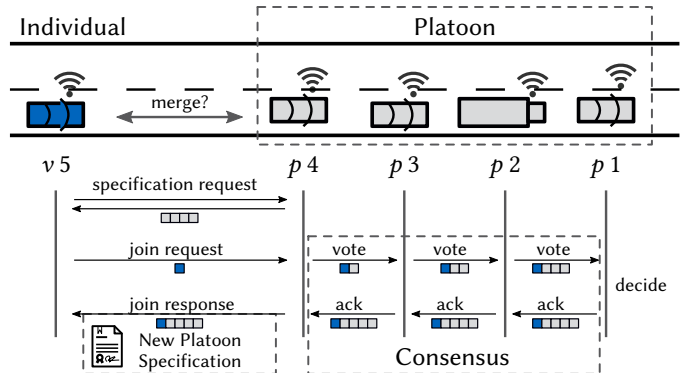 Individual
Platoon
merge?
v 5
p 4
p 3
p 2
p 1
specification request
join request
vote
vote
vote
decide
join response
ack
ack
ack
New Platoon
Specification
Consensus